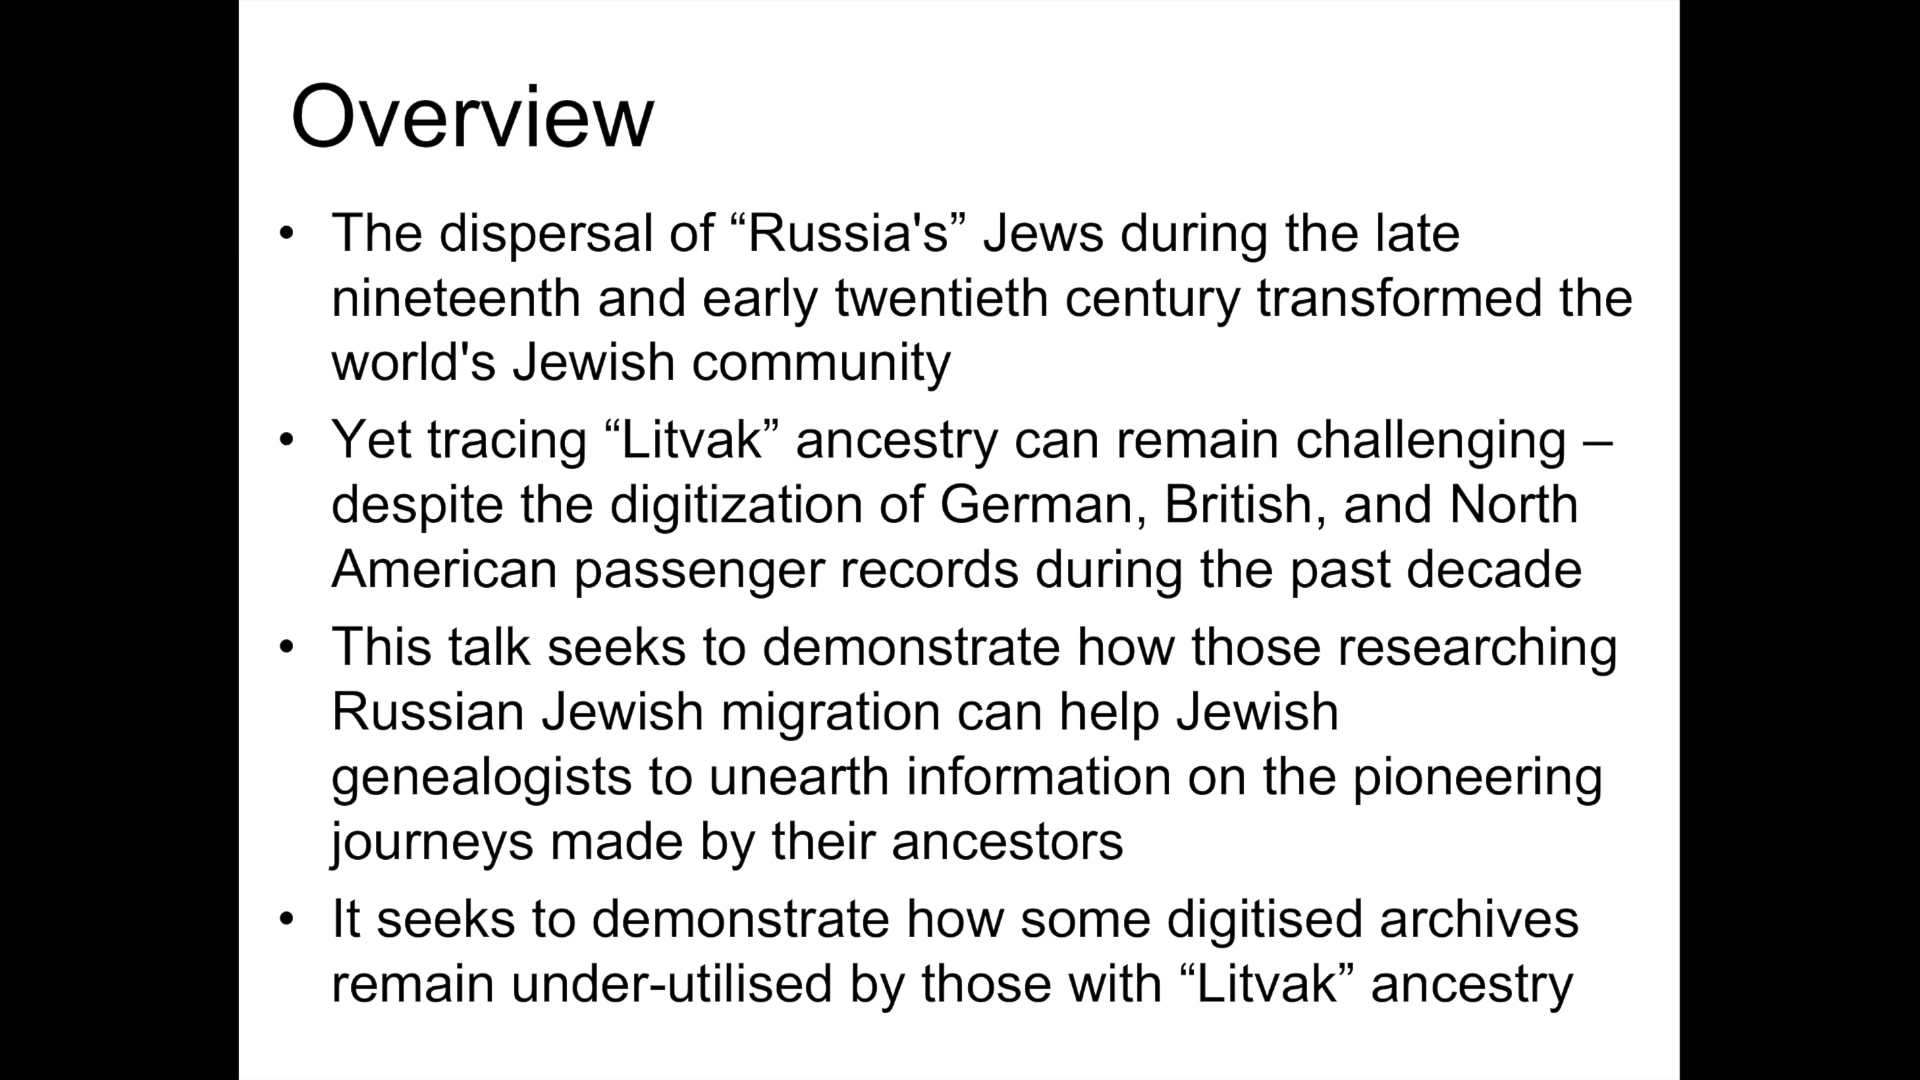 Overview
• The dispersal of “Russia's” Jews during the late
nineteenth and early twentieth century transformed the
world's Jewish community
• Yet tracing “Litvak” ancestry can remain challenging –
despite the digitization of German, British, and North
American passenger records during the past decade
• This talk seeks to demonstrate how those researching
Russian Jewish migration can help Jewish
genealogists to unearth information on the pioneering
journeys made by their ancestors
• It seeks to demonstrate how some digitised archives
remain under-utilised by those with “Litvak” ancestry